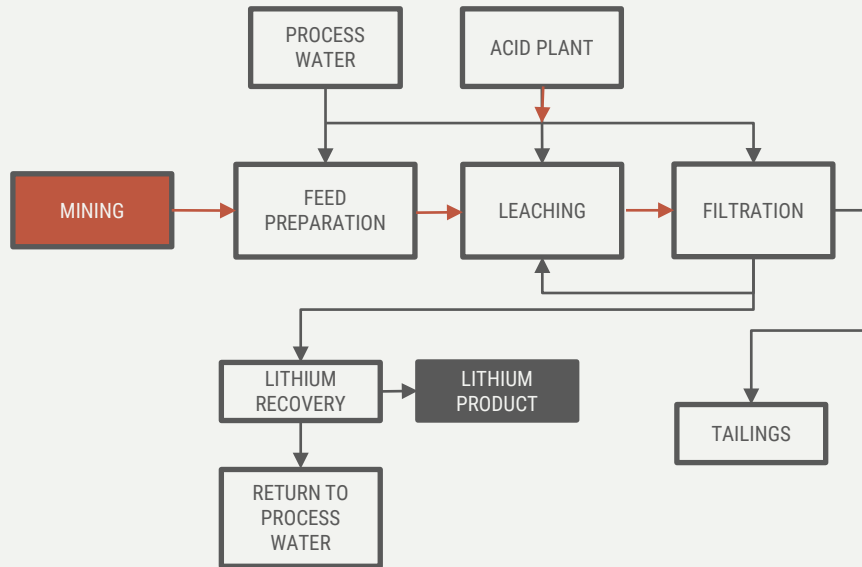 PROCESS
WATER
ACID PLANT
MINING
FEED
PREPARATION
LEACHING
FILTRATION
LITHIUM
RECOVERY
LITHIUM
PRODUCT
TAILINGS
RETURN TO
PROCESS
WATER